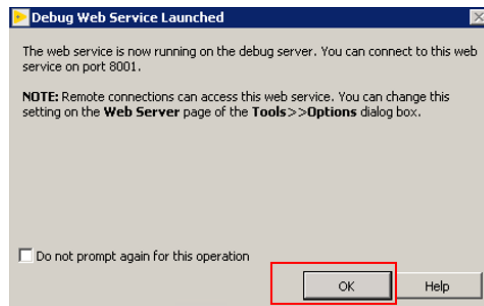 Debug Web Service Launched
The web service is now running on the debug server. You can connect to this web
service on port 8001.
NOTE: Remote connections can access this web service. You can change this
setting on the Web Server page of the Tools>>Options dialog box.
Do not prompt again for this operation
OK Help